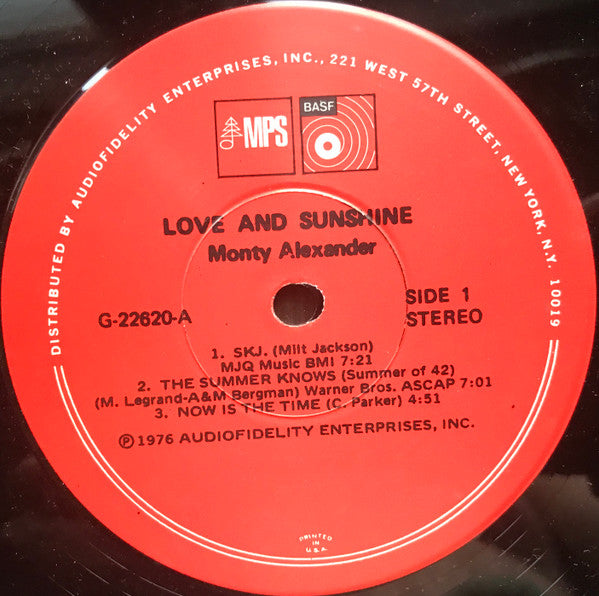 DISTRIBUTED BY AUDIOFIDELITY ENTERPRISES, INC., 221 WEST 57TH STREET, NEW YORK, N.Y. 10019
MPS
BASF
LOVE AND SUNSHINE
Monty Alexander
G-22620-A
SIDE 1
STEREO
1. SKJ. (Milt Jackson)
MJQ Music BMI 7:21
2. THE SUMMER KNOWS (Summer of 42)
(M. Legrand-A&M Bergman) Warner Bros. ASCAP 7:01
3. NOW IS THE TIME (C. Parker) 4:51
℗1976 AUDIOFIDELITY ENTERPRISES, INC.
PRINTED
IN
U.S.A.